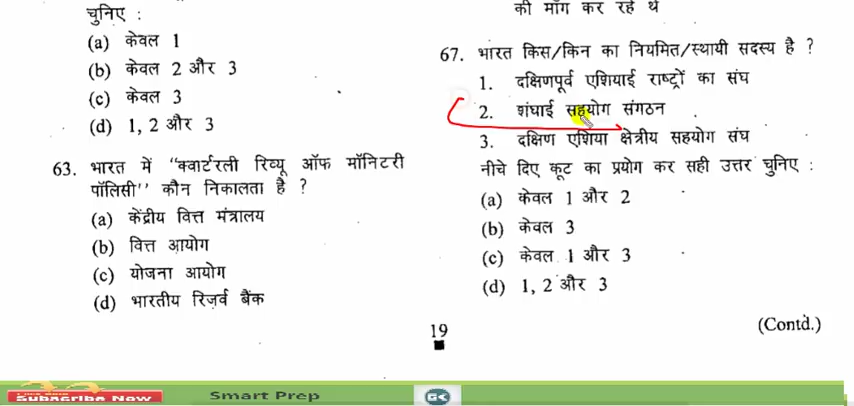 चुनिए :
(a) केवल 1
(b) केवल 2 और 3
(c) केवल 3
(d) 1, 2 और 3
63. भारत में "क्वार्टरली रिव्यू ऑफ मॉनिटरी
पॉलिसी" कौन निकालता है ?
(a) केंद्रीय वित्त मंत्रालय
(b) वित्त आयोग
(c) योजना आयोग
(d) भारतीय रिज़र्व बैंक
की माँग कर रहे थे
67. भारत किस/किन का नियमित/स्थायी सदस्य है ?
1. दक्षिणपूर्व एशियाई राष्ट्रों का संघ
2. शंघाई सहयोग संगठन
3. दक्षिण एशिया क्षेत्रीय सहयोग संघ
नीचे दिए कूट का प्रयोग कर सही उत्तर चुनिए :
(a) केवल 1 और 2
(b) केवल 3
(c) केवल 1 और 3
(d) 1, 2 और 3
19
(Contd.)
Subscribe Now
Smart Prep
GK